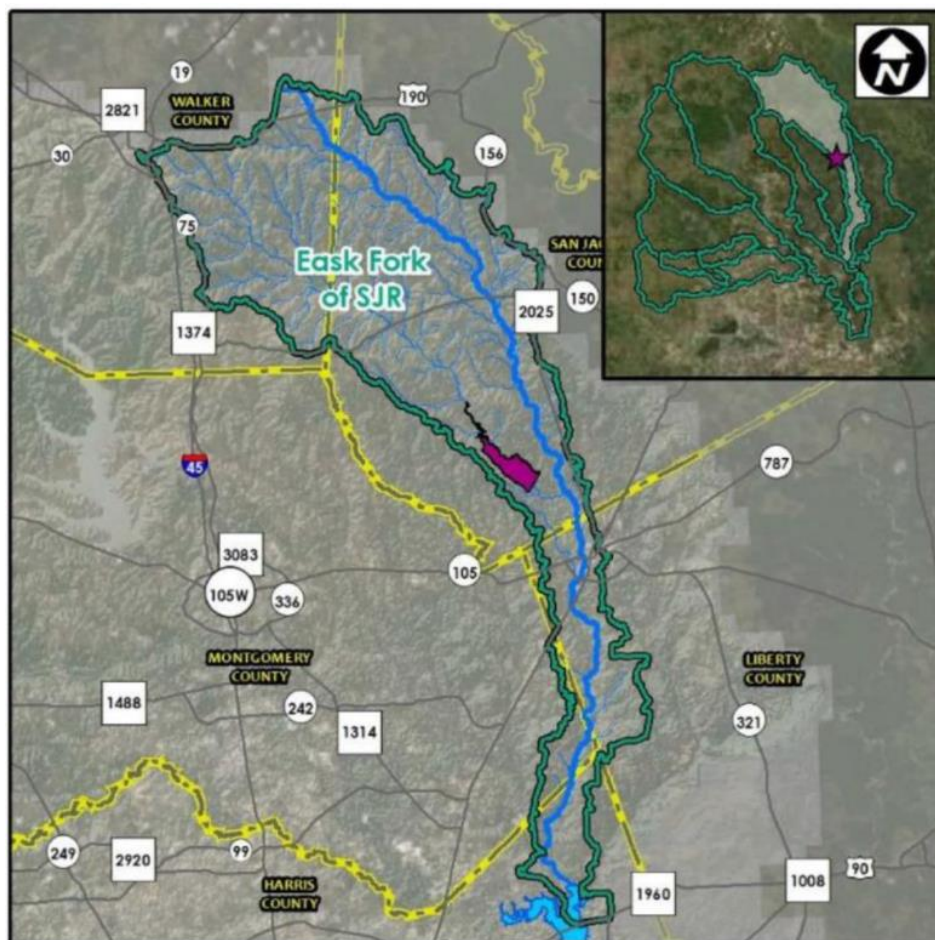 19
WALKER
COUNTY
2821
190
N
30
156
75
Eask Fork
of SJR
SAN JA
COUN
150
2025
1374
45
787
3083
105
105W
336
MONTGOMERY
COUNTY
LIBERTY
COUNTY
1488
242
321
1314
249
2920
99
HARRIS
COUNTY
1960
1008
90